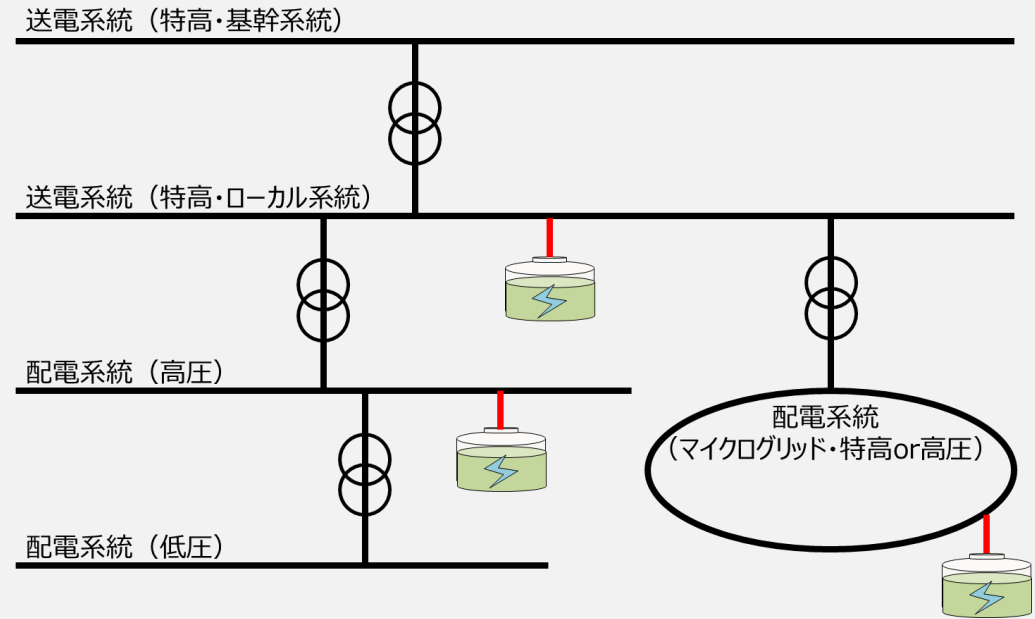 送電系統（特高・基幹系統）
送電系統（特高・ローカル系統）
配電系統（高圧）
配電系統
（マイクログリッド・特高or高圧）
配電系統（低圧）